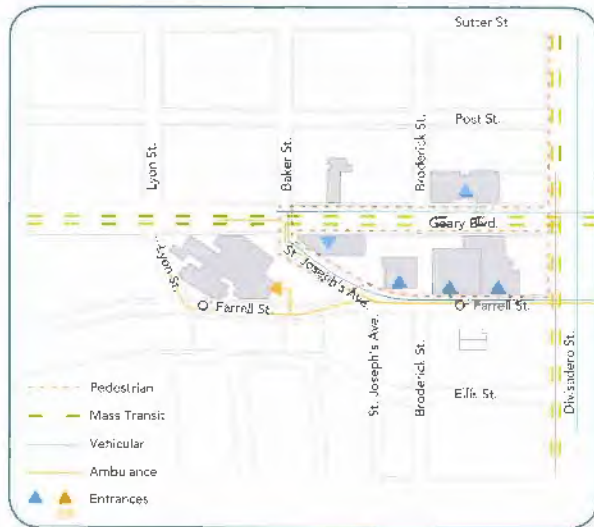 Sutter St
Post St.
Lyon St.
Baker St.
Broderick St.
Geary Blvd.
St. Joseph's Ave.
Lyon St.
O' Farrell St.
O' Farrell St.
St. Joseph's Ave.
Broderick St.
Ellis St.
Divisadero St.
Pedestrian
Mass Transit
Vehicular
Ambulance
Entrances